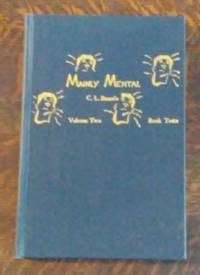 Mainly Mental
C. L. Boarde
Volume Two Book Tests